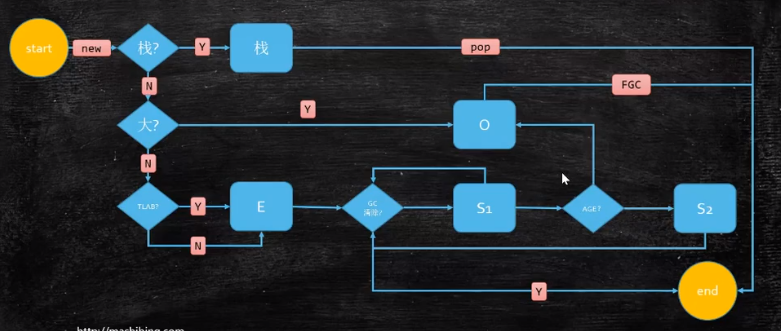 start
new
栈?
Y
栈
pop
N
FGC
大?
Y
O
N
TLAB?
Y
E
GC
清除?
S1
AGE?
S2
N
Y
end
http://mashibing.com